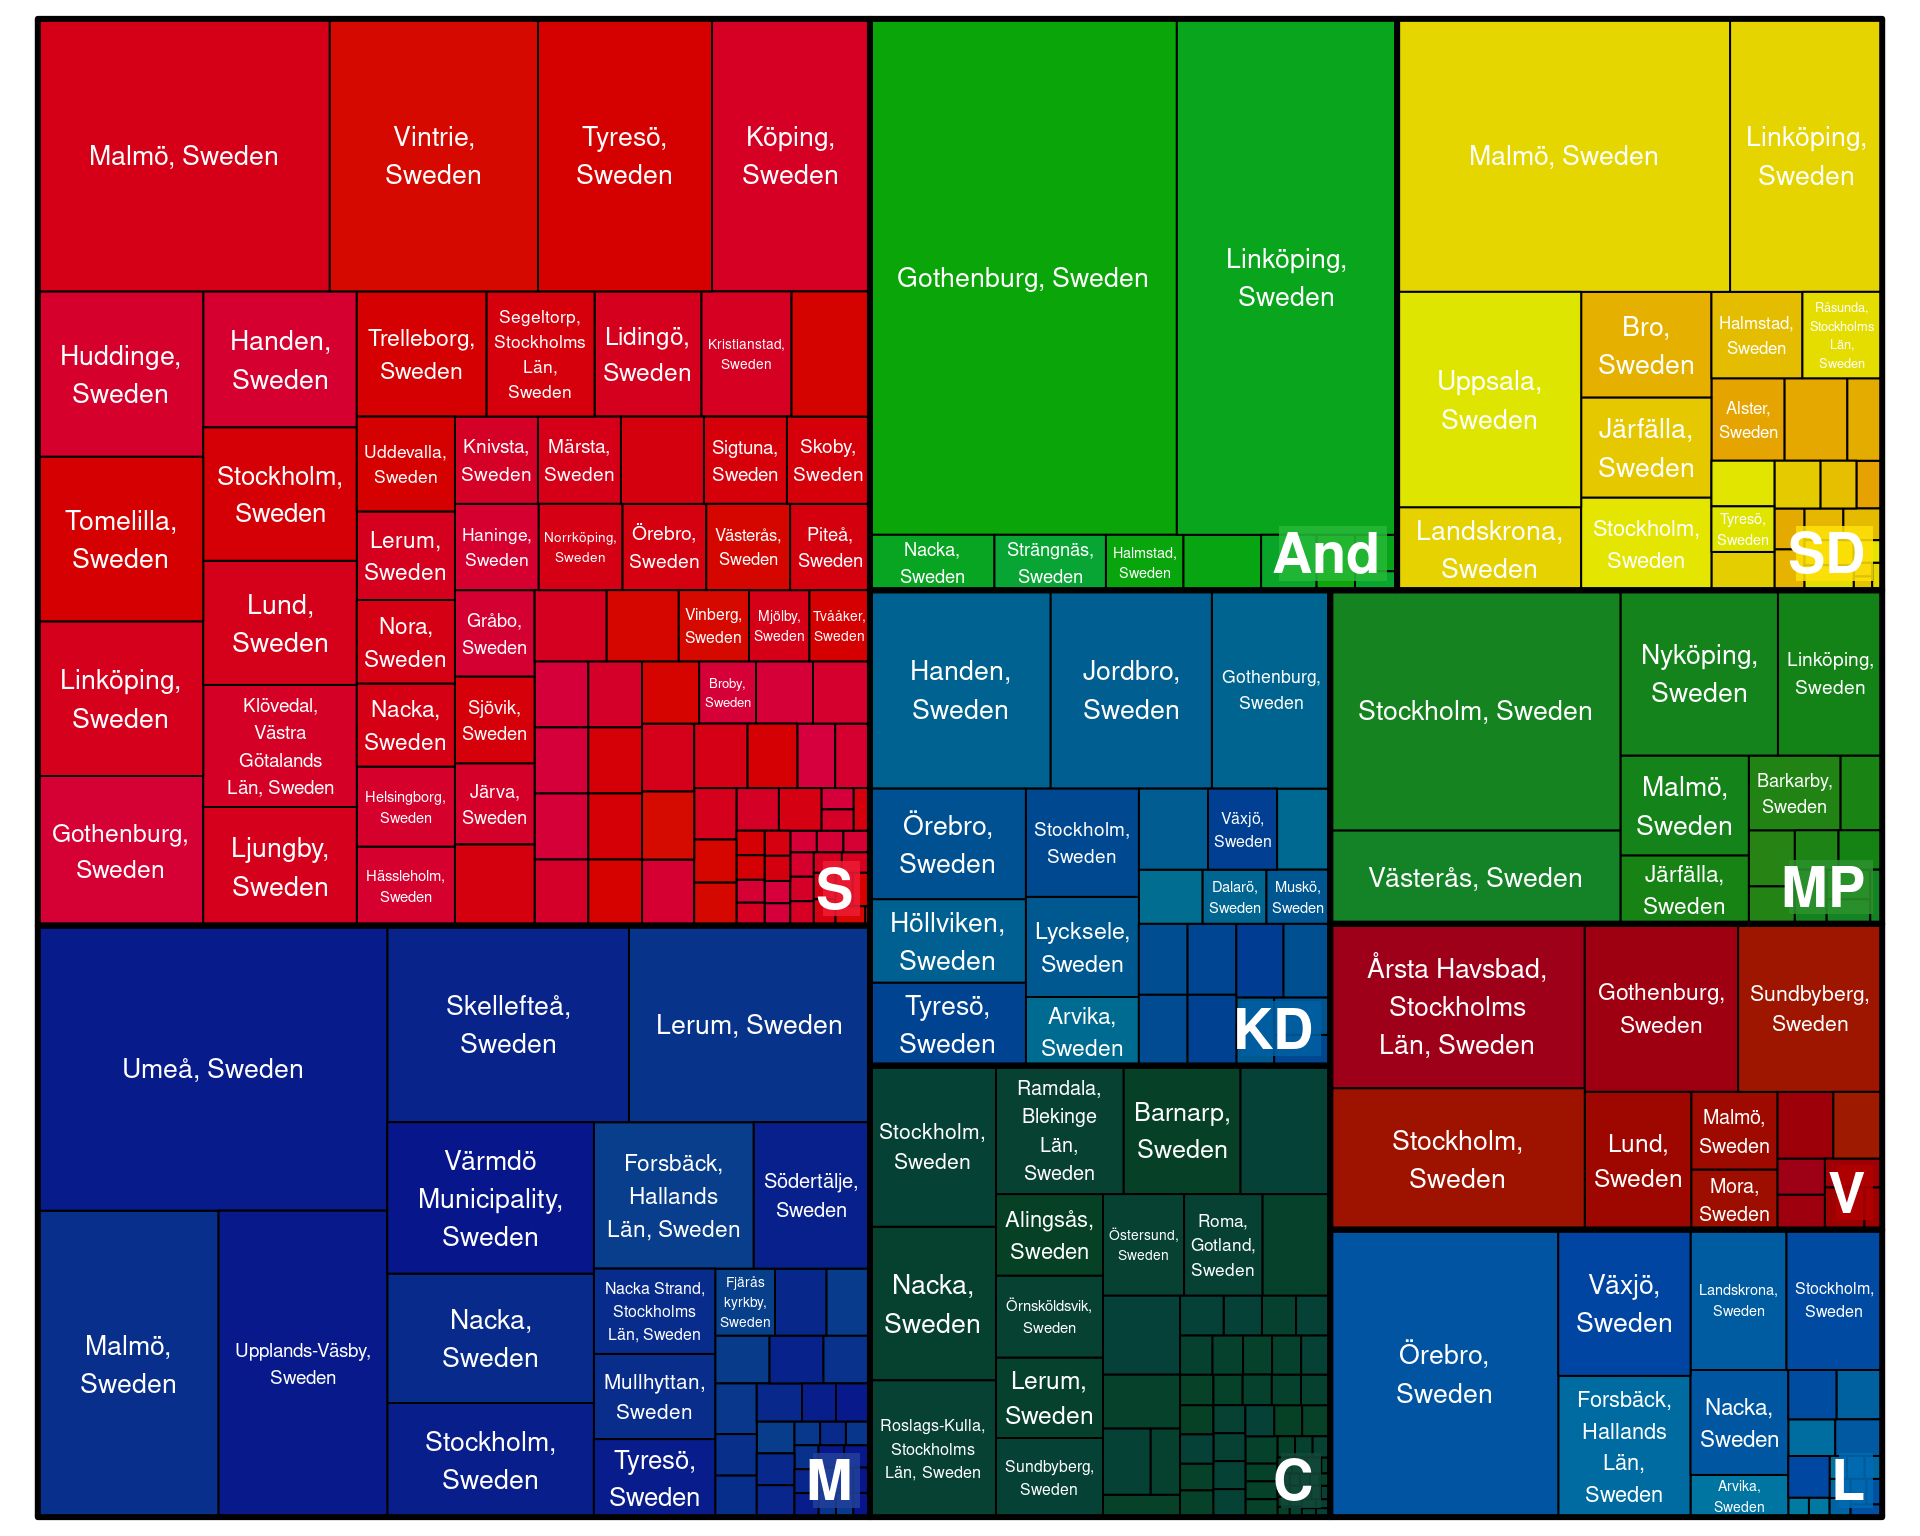 Malmö, Sweden
Vintrie,
Sweden
Tyresö,
Sweden
Köping,
Sweden
Huddinge,
Sweden
Handen,
Sweden
Trelleborg,
Sweden
Segeltorp,
Stockholms
Län,
Sweden
Lidingö,
Sweden
Kristianstad,
Sweden
Tomelilla,
Sweden
Stockholm,
Sweden
Uddevalla,
Sweden
Knivsta,
Sweden
Märsta,
Sweden
Sigtuna,
Sweden
Skoby,
Sweden
Lerum,
Sweden
Haninge,
Sweden
Norrköping,
Sweden
Örebro,
Sweden
Västerås,
Sweden
Piteå,
Sweden
Linköping,
Sweden
Lund,
Sweden
Nora,
Sweden
Gråbo,
Sweden
Vinberg,
Sweden
Mjölby,
Sweden
Tvååker,
Sweden
Klövedal,
Västra
Götalands
Län, Sweden
Nacka,
Sweden
Sjövik,
Sweden
Broby,
Sweden
Gothenburg,
Sweden
Ljungby,
Sweden
Helsingborg,
Sweden
Järva,
Sweden
Hässleholm,
Sweden
S
Gothenburg, Sweden
Linköping,
Sweden
Nacka,
Sweden
Strängnäs,
Sweden
Halmstad,
Sweden
And
Malmö, Sweden
Linköping,
Sweden
Uppsala,
Sweden
Bro,
Sweden
Halmstad,
Sweden
Råsunda,
Stockholms
Län,
Sweden
Järfälla,
Sweden
Alster,
Sweden
Landskrona,
Sweden
Stockholm,
Sweden
Tyresö,
Sweden
SD
Handen,
Sweden
Jordbro,
Sweden
Gothenburg,
Sweden
Örebro,
Sweden
Stockholm,
Sweden
Växjö,
Sweden
Dalarö,
Sweden
Muskö,
Sweden
Höllviken,
Sweden
Lycksele,
Sweden
Tyresö,
Sweden
Arvika,
Sweden
KD
Stockholm, Sweden
Nyköping,
Sweden
Linköping,
Sweden
Malmö,
Sweden
Barkarby,
Sweden
Västerås, Sweden
Järfälla,
Sweden
MP
Årsta Havsbad,
Stockholms
Län, Sweden
Gothenburg,
Sweden
Sundbyberg,
Sweden
Stockholm,
Sweden
Lund,
Sweden
Malmö,
Sweden
Mora,
Sweden
V
Umeå, Sweden
Skellefteå,
Sweden
Lerum, Sweden
Värmdö
Municipality,
Sweden
Forsbäck,
Hallands
Län, Sweden
Södertälje,
Sweden
Malmö,
Sweden
Upplands-Väsby,
Sweden
Nacka,
Sweden
Nacka Strand,
Stockholms
Län, Sweden
Fjärås
kyrkby,
Sweden
Mullhyttan,
Sweden
Stockholm,
Sweden
Tyresö,
Sweden
M
Stockholm,
Sweden
Ramdala,
Blekinge
Län,
Sweden
Barnarp,
Sweden
Alingsås,
Sweden
Östersund,
Sweden
Roma,
Gotland,
Sweden
Nacka,
Sweden
Örnsköldsvik,
Sweden
Lerum,
Sweden
Roslags-Kulla,
Stockholms
Län, Sweden
Sundbyberg,
Sweden
C
Örebro,
Sweden
Växjö,
Sweden
Landskrona,
Sweden
Stockholm,
Sweden
Forsbäck,
Hallands
Län,
Sweden
Nacka,
Sweden
Arvika,
Sweden
L